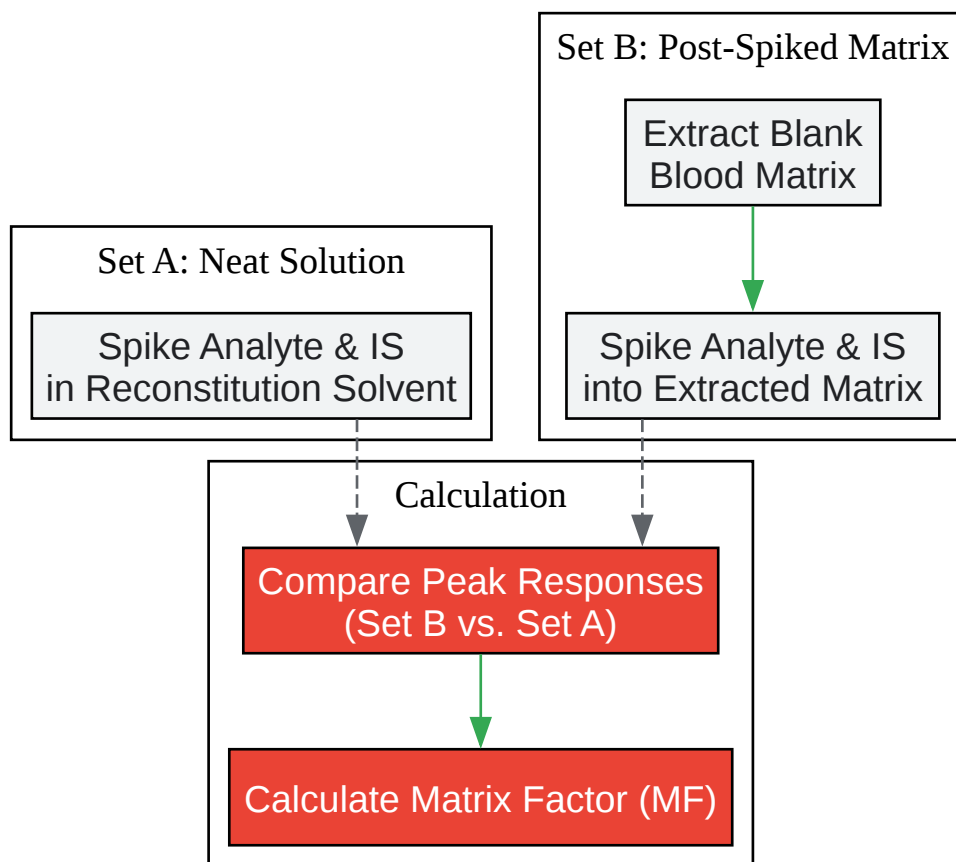 Set B: Post-Spiked Matrix
Extract Blank
Blood Matrix
Set A: Neat Solution
Spike Analyte & IS
in Reconstitution Solvent
Spike Analyte & IS
into Extracted Matrix
Calculation
Compare Peak Responses
(Set B vs. Set A)
Calculate Matrix Factor (MF)